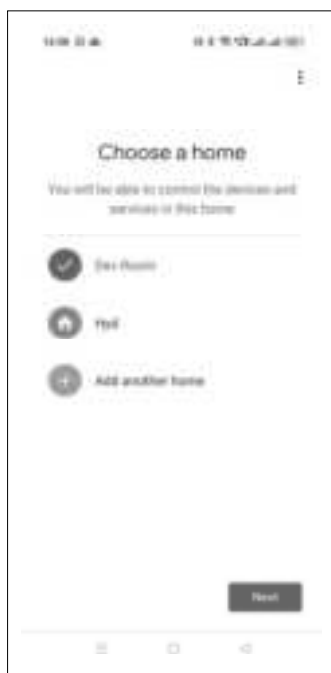 Choose a home
You will be able to control the devices and
services in this home
Hyd
Add another home
Next